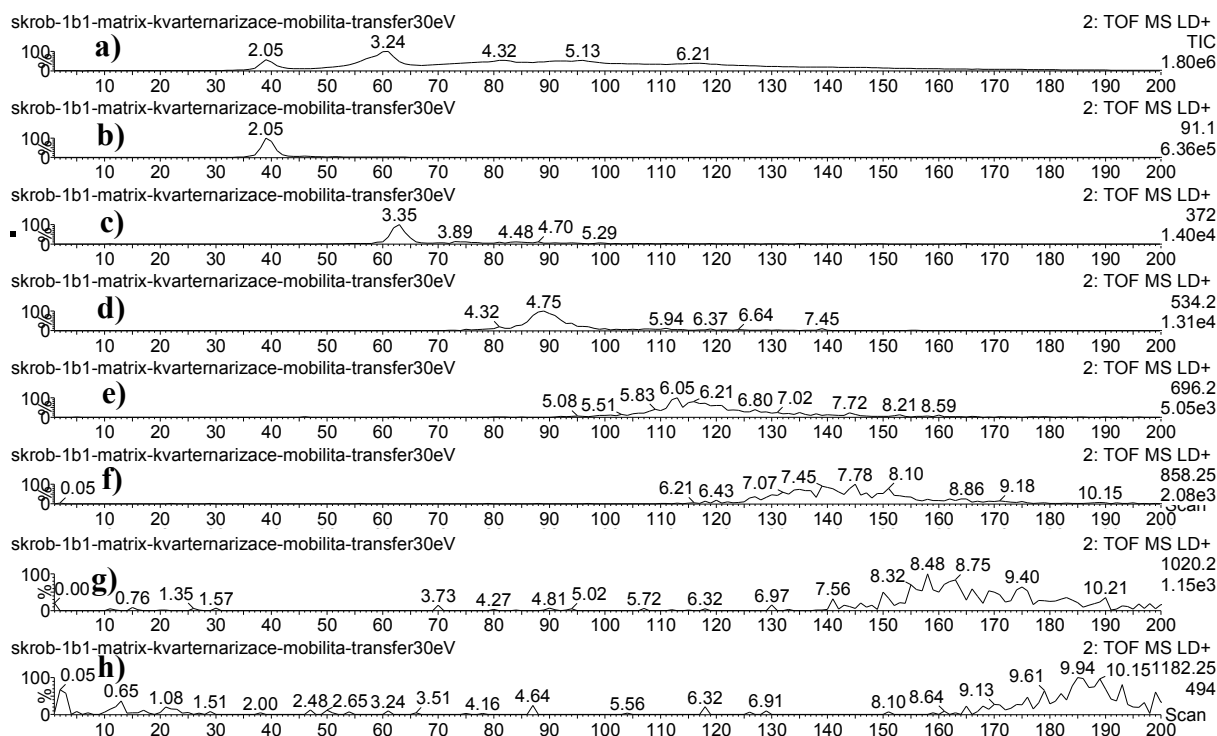 skrob-1b1-matrix-kvarternarizace-mobilita-transfer30eV 2: TOF MS LD+
a) TIC
1.80e6
% 100 0 2.05 3.24 4.32 5.13 6.21
10 20 30 40 50 60 70 80 90 100 110 120 130 140 150 160 170 180 190 200
skrob-1b1-matrix-kvarternarizace-mobilita-transfer30eV 2: TOF MS LD+
b) 91.1
6.36e5
% 100 0 2.05
10 20 30 40 50 60 70 80 90 100 110 120 130 140 150 160 170 180 190 200
skrob-1b1-matrix-kvarternarizace-mobilita-transfer30eV 2: TOF MS LD+
c) 372
1.40e4
% 100 0 3.35 3.89 4.48 4.70 5.29
10 20 30 40 50 60 70 80 90 100 110 120 130 140 150 160 170 180 190 200
skrob-1b1-matrix-kvarternarizace-mobilita-transfer30eV 2: TOF MS LD+
d) 534.2
1.31e4
% 100 0 4.32 4.75 5.94 6.37 6.64 7.45
10 20 30 40 50 60 70 80 90 100 110 120 130 140 150 160 170 180 190 200
skrob-1b1-matrix-kvarternarizace-mobilita-transfer30eV 2: TOF MS LD+
e) 696.2
5.05e3
% 100 0 5.08 5.51 5.83 6.05 6.21 6.80 7.02 7.72 8.21 8.59
10 20 30 40 50 60 70 80 90 100 110 120 130 140 150 160 170 180 190 200
skrob-1b1-matrix-kvarternarizace-mobilita-transfer30eV 2: TOF MS LD+
f) 858.25
2.08e3
% 100 0 0.05 6.21 6.43 7.07 7.45 7.78 8.10 8.86 9.18 10.15
Scan
10 20 30 40 50 60 70 80 90 100 110 120 130 140 150 160 170 180 190 200
skrob-1b1-matrix-kvarternarizace-mobilita-transfer30eV 2: TOF MS LD+
g) 1020.2
1.15e3
% 100 0 0.00 0.76 1.35 1.57 3.73 4.27 4.81 5.02 5.72 6.32 6.97 7.56 8.32 8.48 8.75 9.40 10.21
10 20 30 40 50 60 70 80 90 100 110 120 130 140 150 160 170 180 190 200
skrob-1b1-matrix-kvarternarizace-mobilita-transfer30eV 2: TOF MS LD+
h) 1182.25
494
% 100 0 0.05 0.65 1.08 1.51 2.00 2.48 2.65 3.24 3.51 4.16 4.64 5.56 6.32 6.91 8.10 8.64 9.13 9.61 9.94 10.15
Scan
10 20 30 40 50 60 70 80 90 100 110 120 130 140 150 160 170 180 190 200